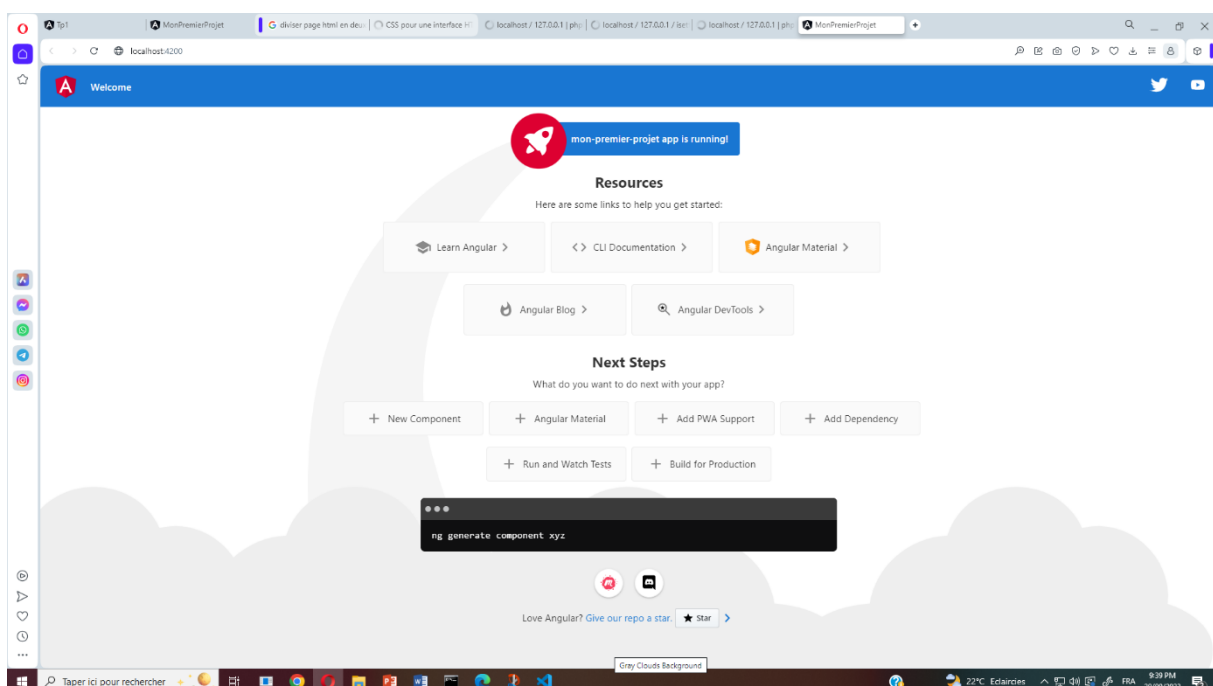 Tp1
MonPremierProjet
diviser page html en deu
CSS pour une interface H
localhost / 127.0.0.1 | php
localhost / 127.0.0.1 / iset
localhost / 127.0.0.1 | php
MonPremierProjet
localhost:4200
Welcome
mon-premier-projet app is running!
Resources
Here are some links to help you get started:
Learn Angular
CLI Documentation
Angular Material
Angular Blog
Angular DevTools
Next Steps
What do you want to do next with your app?
New Component
Angular Material
Add PWA Support
Add Dependency
Run and Watch Tests
Build for Production
ng generate component xyz
Love Angular? Give our repo a star. Star
Gray Clouds Background
Taper ici pour rechercher
22°C Eclaircies
FRA
9:39 PM